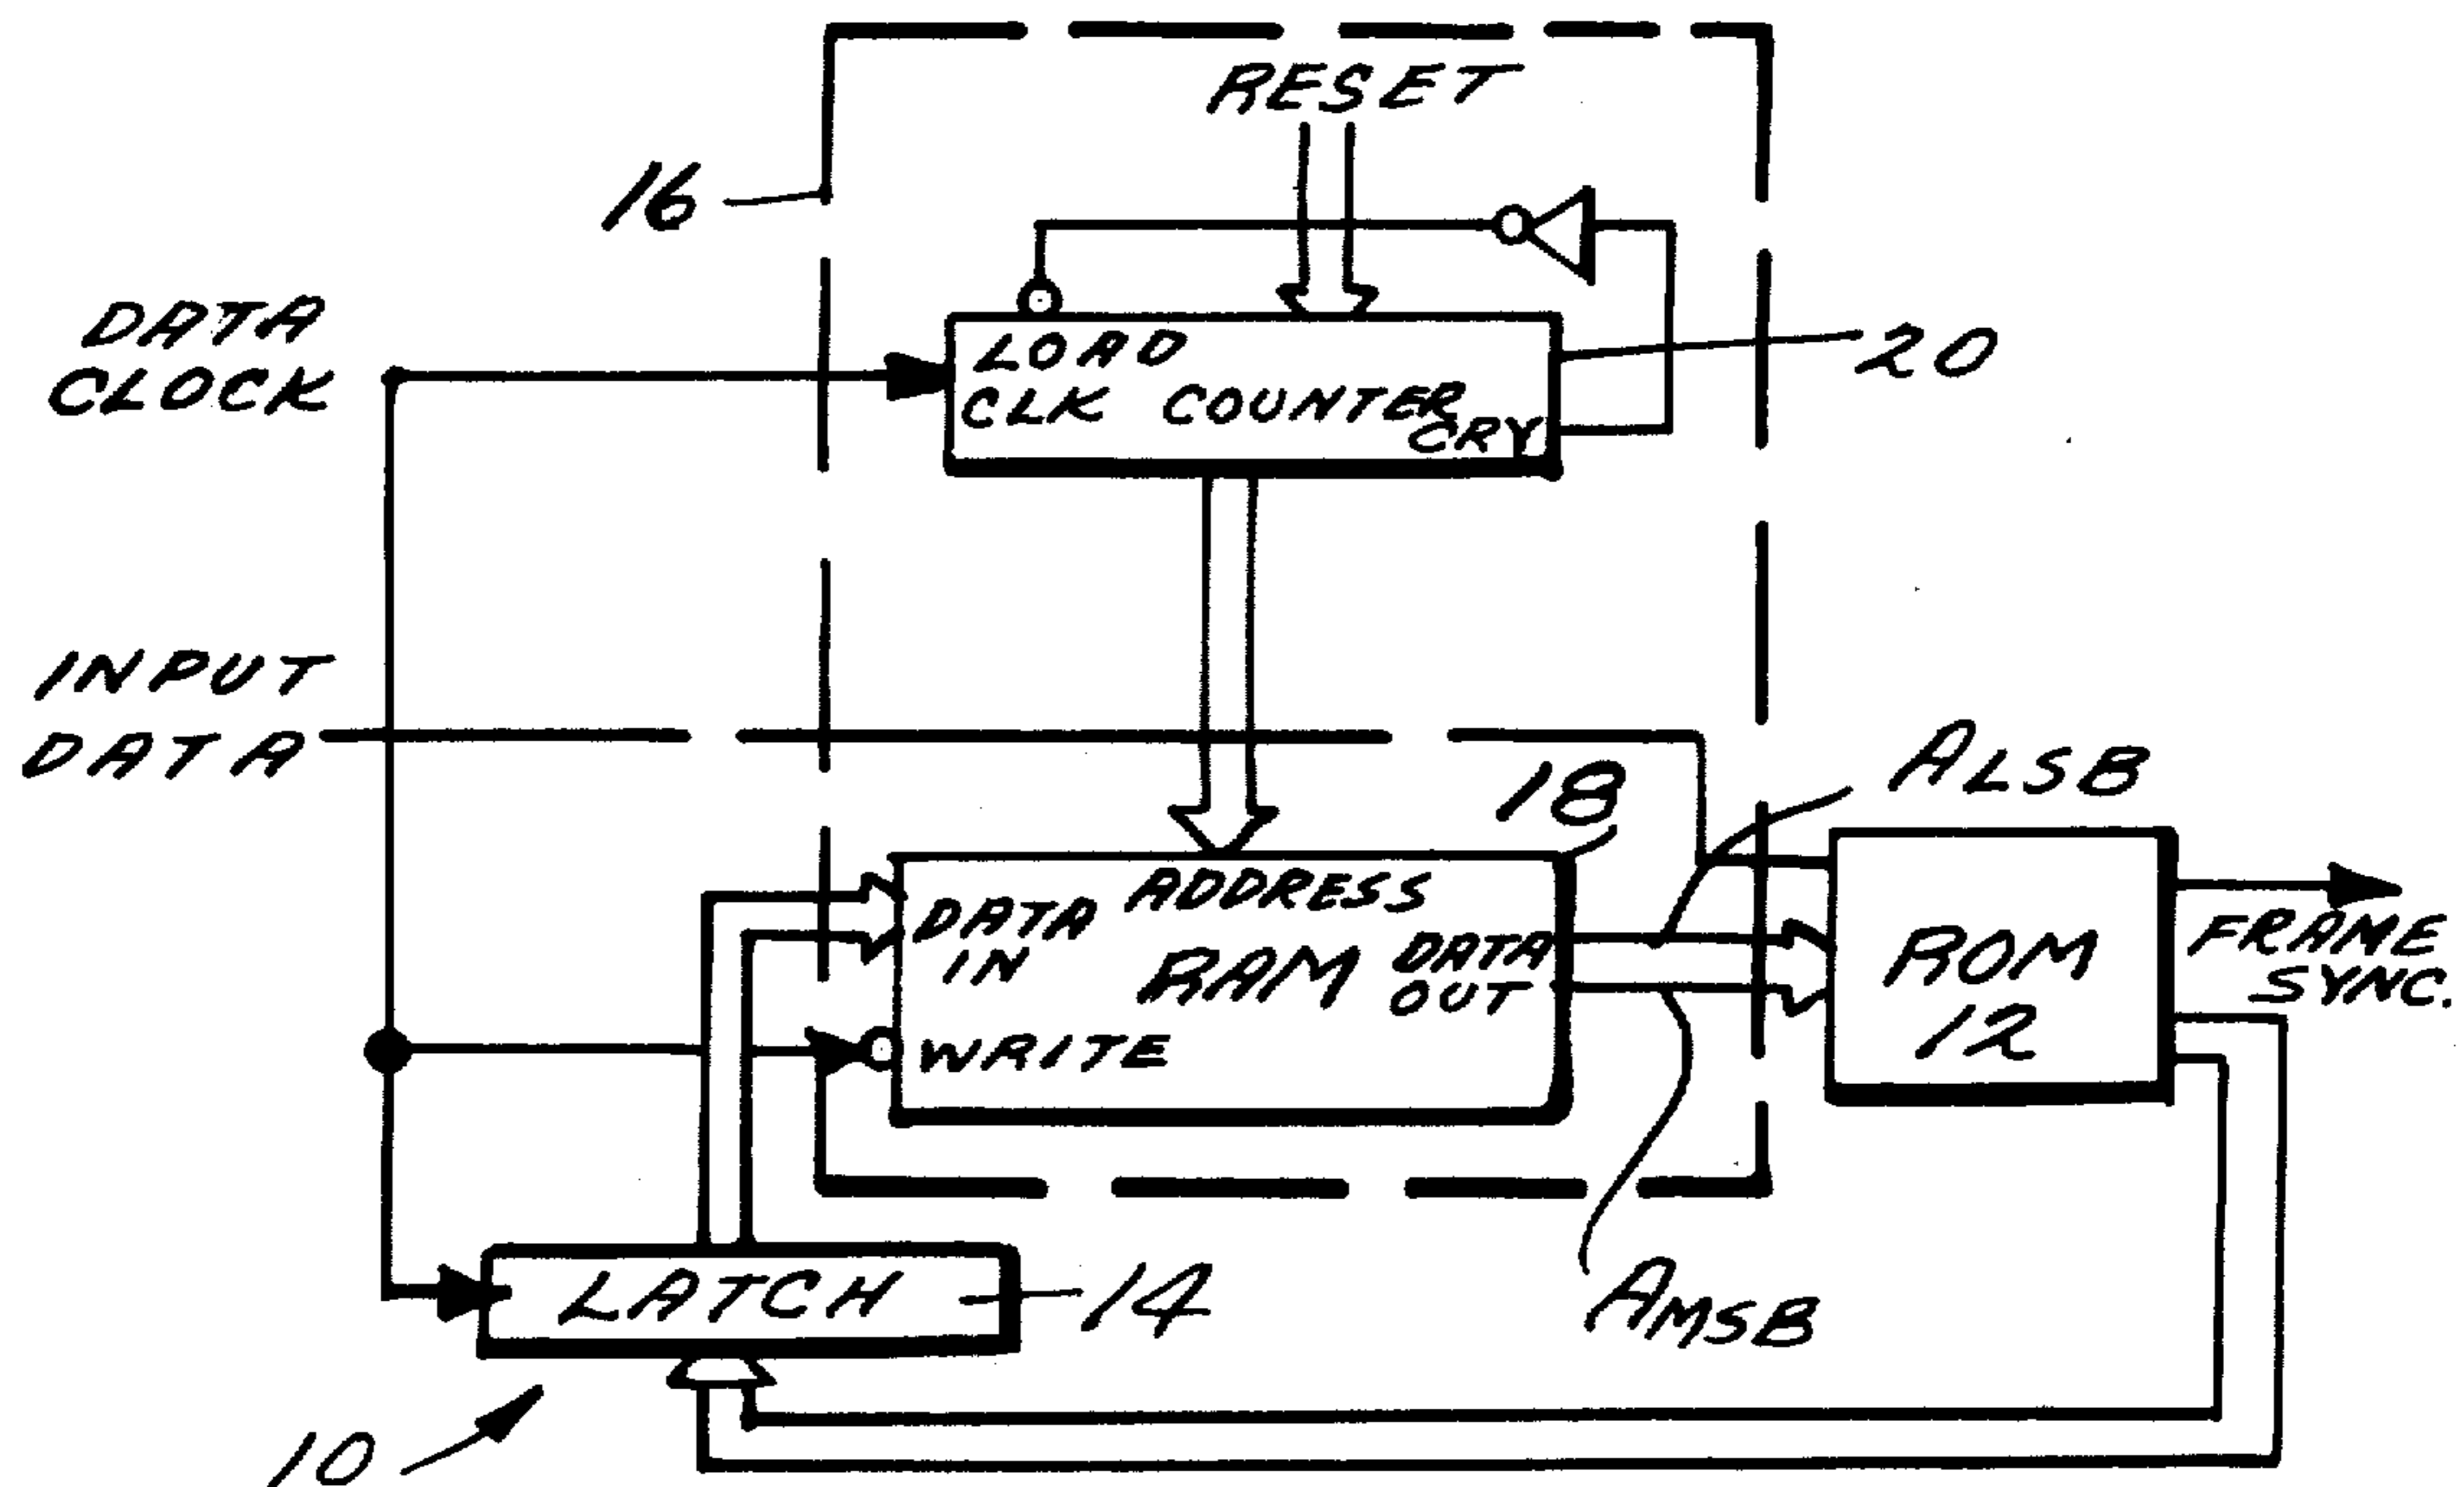 RESET
16
DATA
CLOCK
LOAD
CLK COUNTER
CRY
20
INPUT
DATA
18
ALSB
DATA
IN
ADDRESS
RAM
DATA
OUT
WRITE
ROM
12
FRAME
SYNC.
LATCH
14
AMSB
10